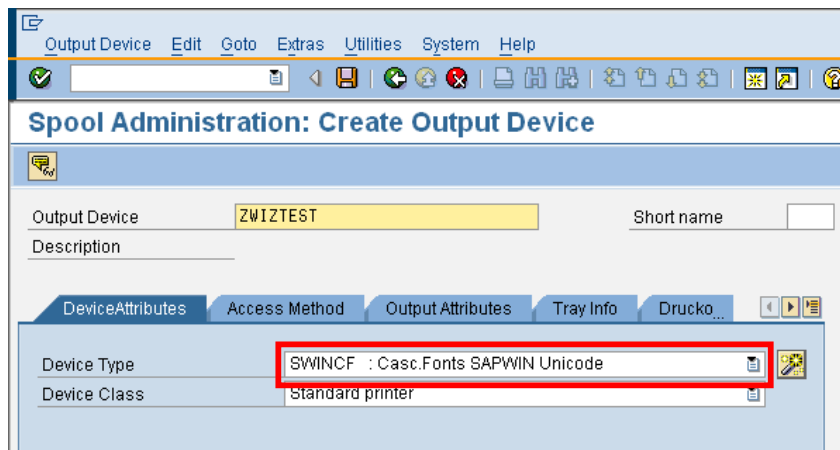 Output Device Edit Goto Extras Utilities System Help
Spool Administration: Create Output Device
Output Device ZWIZTEST Short name
Description
DeviceAttributes Access Method Output Attributes Tray Info Drucko...
Device Type SWINCF : Casc.Fonts SAPWIN Unicode
Device Class Standard printer